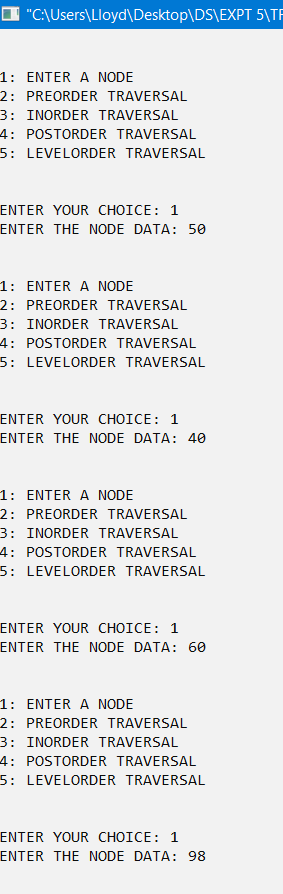 "C:\Users\Lloyd\Desktop\DS\EXPT 5\
1: ENTER A NODE
2: PREORDER TRAVERSAL
3: INORDER TRAVERSAL
4: POSTORDER TRAVERSAL
5: LEVELORDER TRAVERSAL
ENTER YOUR CHOICE: 1
ENTER THE NODE DATA: 50
1: ENTER A NODE
2: PREORDER TRAVERSAL
3: INORDER TRAVERSAL
4: POSTORDER TRAVERSAL
5: LEVELORDER TRAVERSAL
ENTER YOUR CHOICE: 1
ENTER THE NODE DATA: 40
1: ENTER A NODE
2: PREORDER TRAVERSAL
3: INORDER TRAVERSAL
4: POSTORDER TRAVERSAL
5: LEVELORDER TRAVERSAL
ENTER YOUR CHOICE: 1
ENTER THE NODE DATA: 60
1: ENTER A NODE
2: PREORDER TRAVERSAL
3: INORDER TRAVERSAL
4: POSTORDER TRAVERSAL
5: LEVELORDER TRAVERSAL
ENTER YOUR CHOICE: 1
ENTER THE NODE DATA: 98